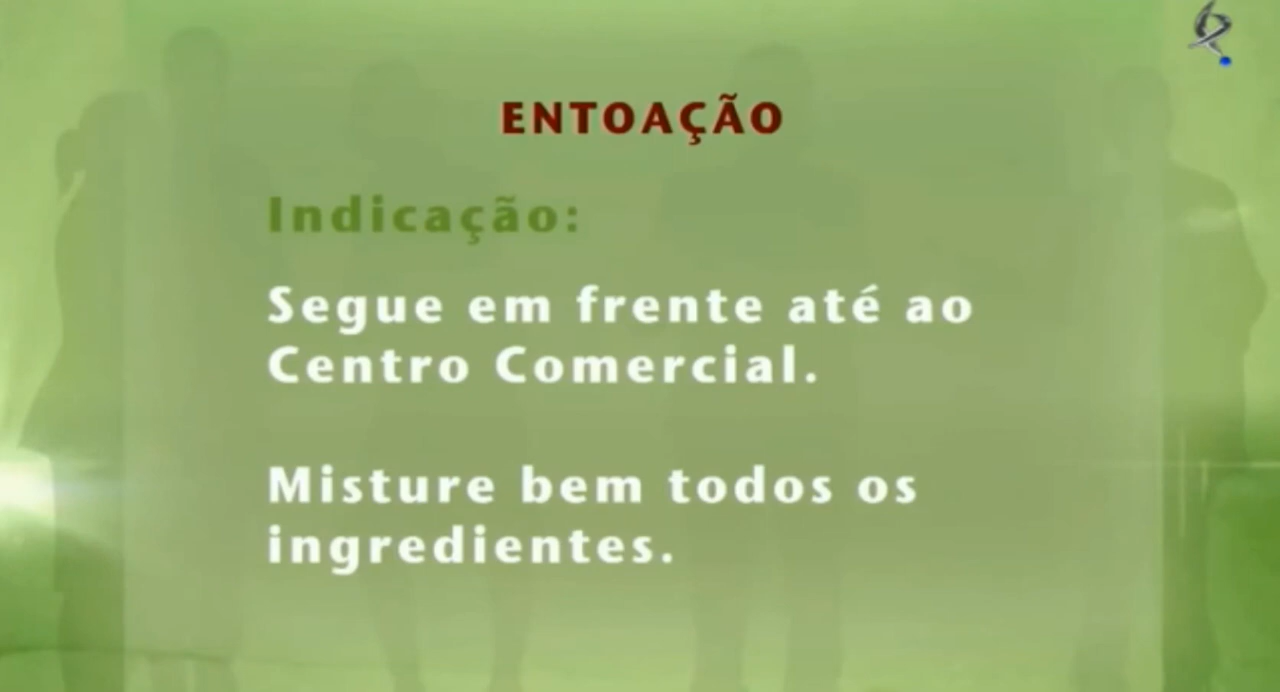 ENTOAÇÃO
Indicação:
Segue em frente até ao
Centro Comercial.
Misture bem todos os
ingredientes.